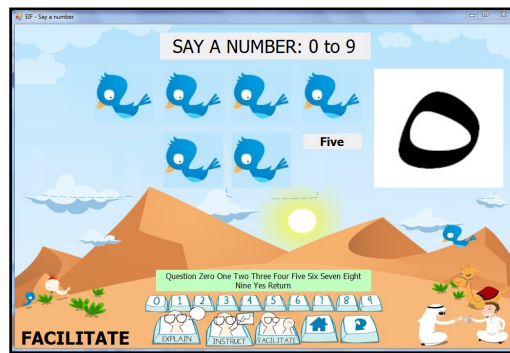 EIF - Say a number
SAY A NUMBER: 0 to 9
Five
٥
Question Zero One Two Three Four Five Six Seven Eight
Nine Yes Return
0 1 2 3 4 5 6 7 8 9
FACILITATE
EXPLAIN INSTRUCT FACILITATE